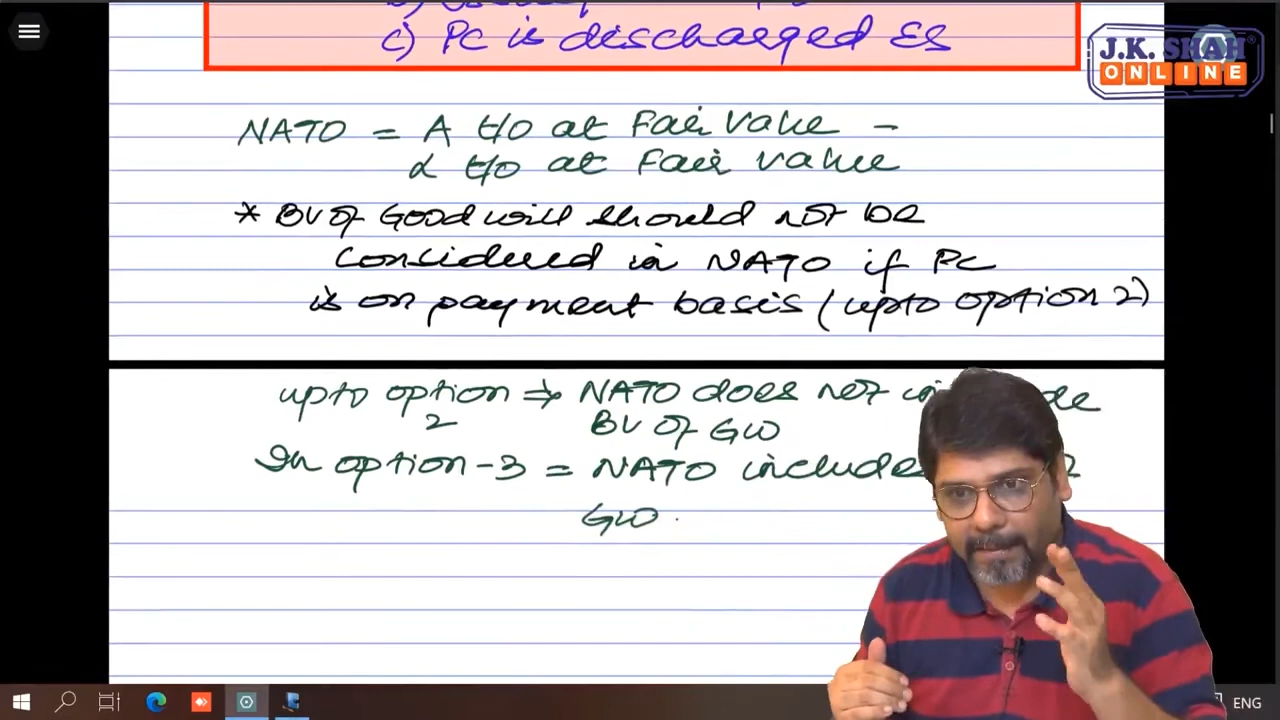 c) PC is discharged ES
J.K. SHAH
ONLINE
NATO = A t/o at Fair value –
L t/o at Fair value
* BV of Goodwill should not be
considered in NATO if PC
is on payment basis (upto option 2)
upto option ⇒ NATO does not
2 BV of GW
In option-3 = NATO includes
GW.
ENG